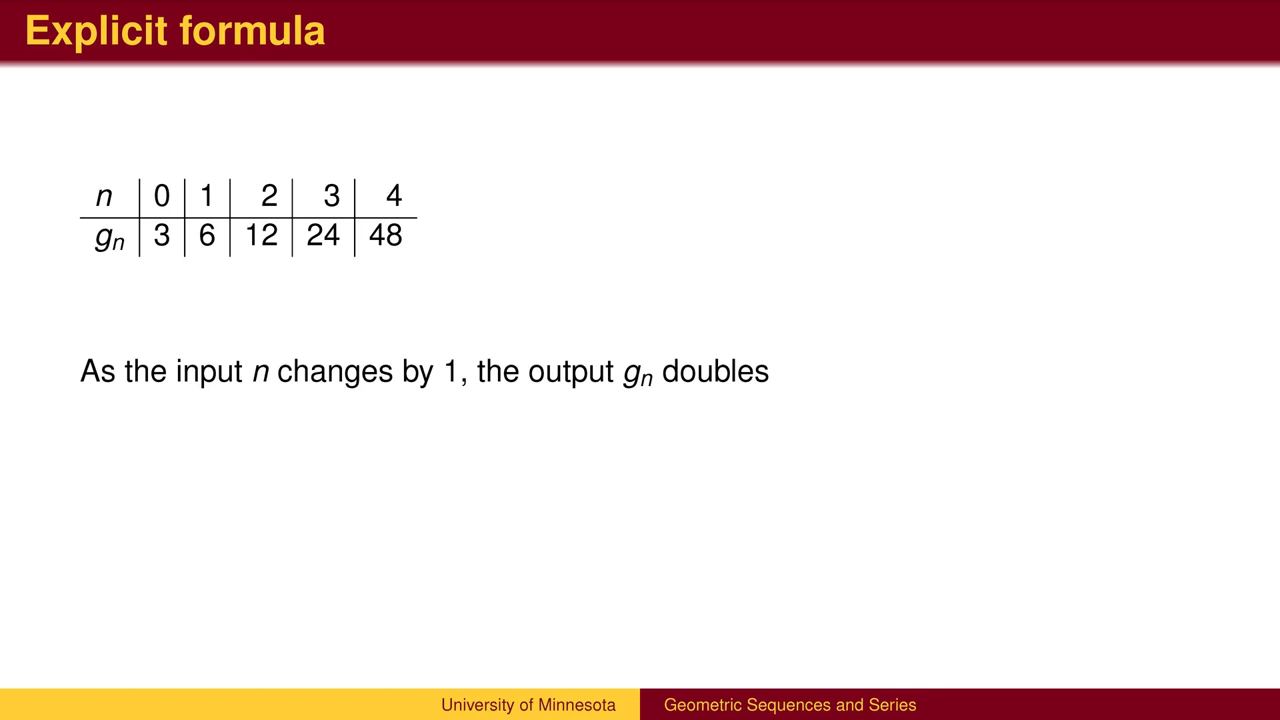 Explicit formula
n 0 1 2 3 4
gn 3 6 12 24 48
As the input n changes by 1, the output gn doubles
University of Minnesota Geometric Sequences and Series